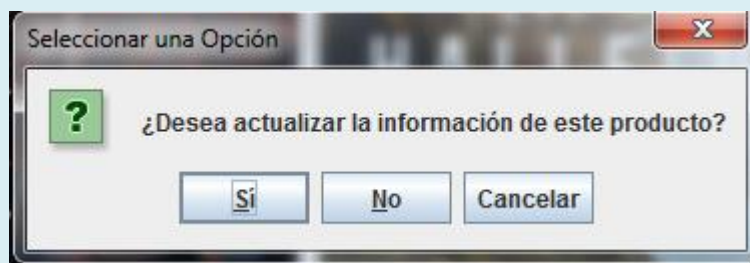 Seleccionar una Opción
¿Desea actualizar la información de este producto?
Sí No Cancelar